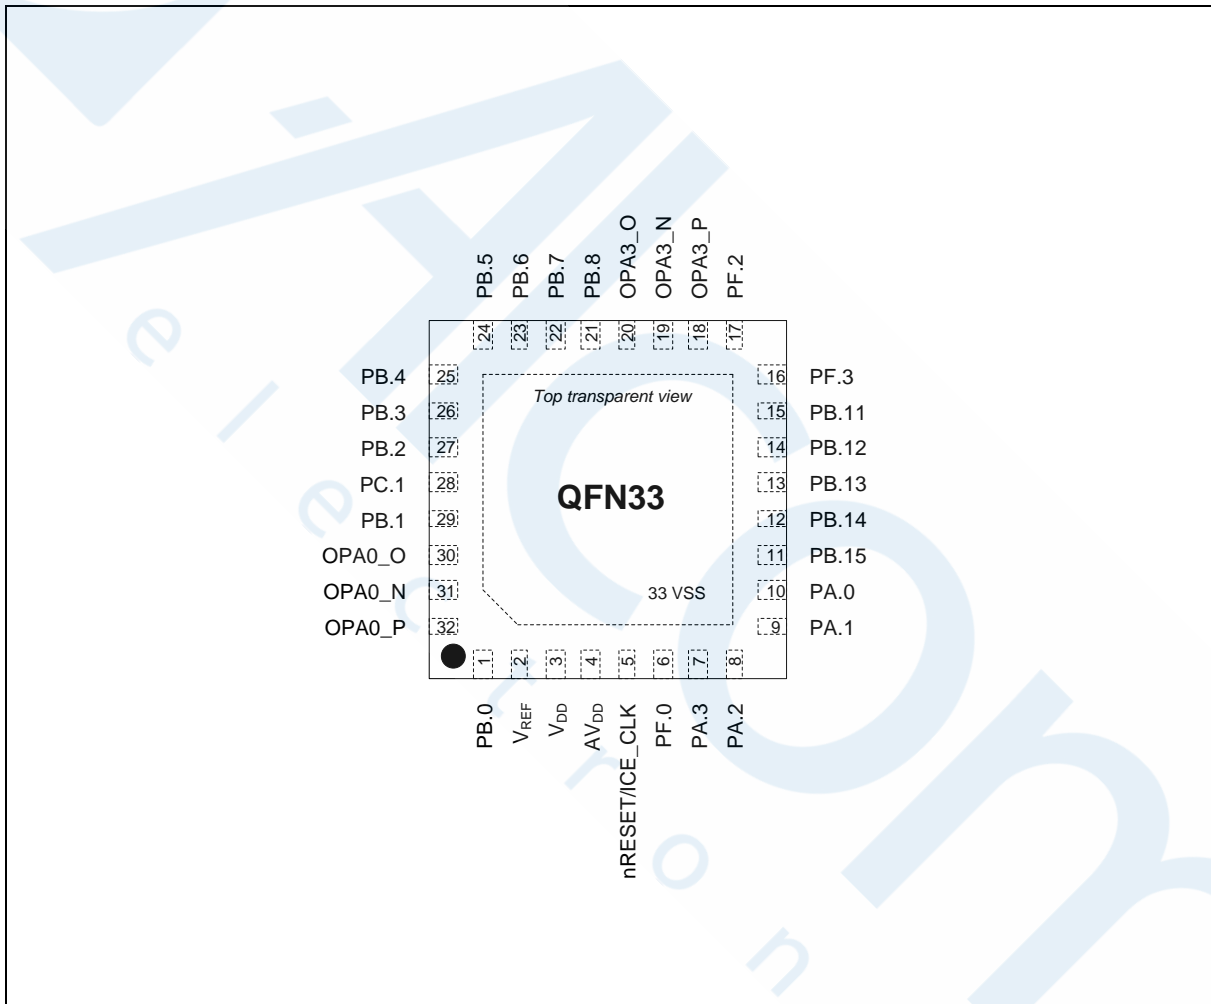 PB.5
PB.6
PB.7
PB.8
OPA3_O
OPA3_N
OPA3_P
PF.2
24
23
22
21
20
19
18
17
PB.4 25
PB.3 26
PB.2 27
PC.1 28
PB.1 29
OPA0_O 30
OPA0_N 31
OPA0_P 32
Top transparent view
QFN33
33 VSS
16 PF.3
15 PB.11
14 PB.12
13 PB.13
12 PB.14
11 PB.15
10 PA.0
9 PA.1
1
2
3
4
5
6
7
8
PB.0
VREF
VDD
AVDD
nRESET/ICE_CLK
PF.0
PA.3
PA.2